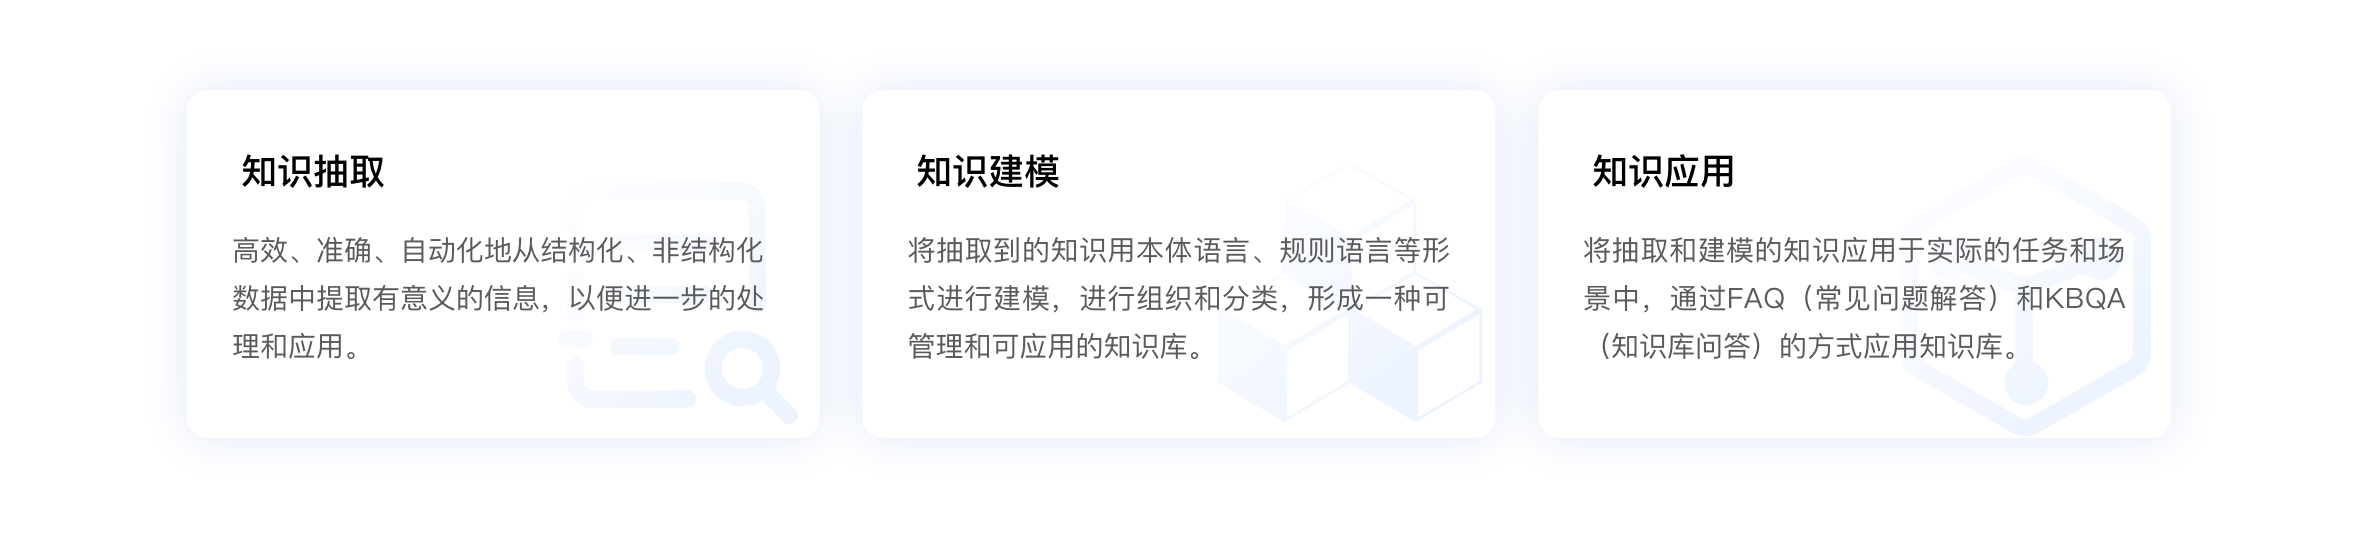 知识抽取
高效、准确、自动化地从结构化、非结构化
数据中提取有意义的信息，以便进一步的处
理和应用。
知识建模
将抽取到的知识用本体语言、规则语言等形
式进行建模，进行组织和分类，形成一种可
管理和可应用的知识库。
知识应用
将抽取和建模的知识应用于实际的任务和场
景中，通过FAQ（常见问题解答）和KBQA
（知识库问答）的方式应用知识库。